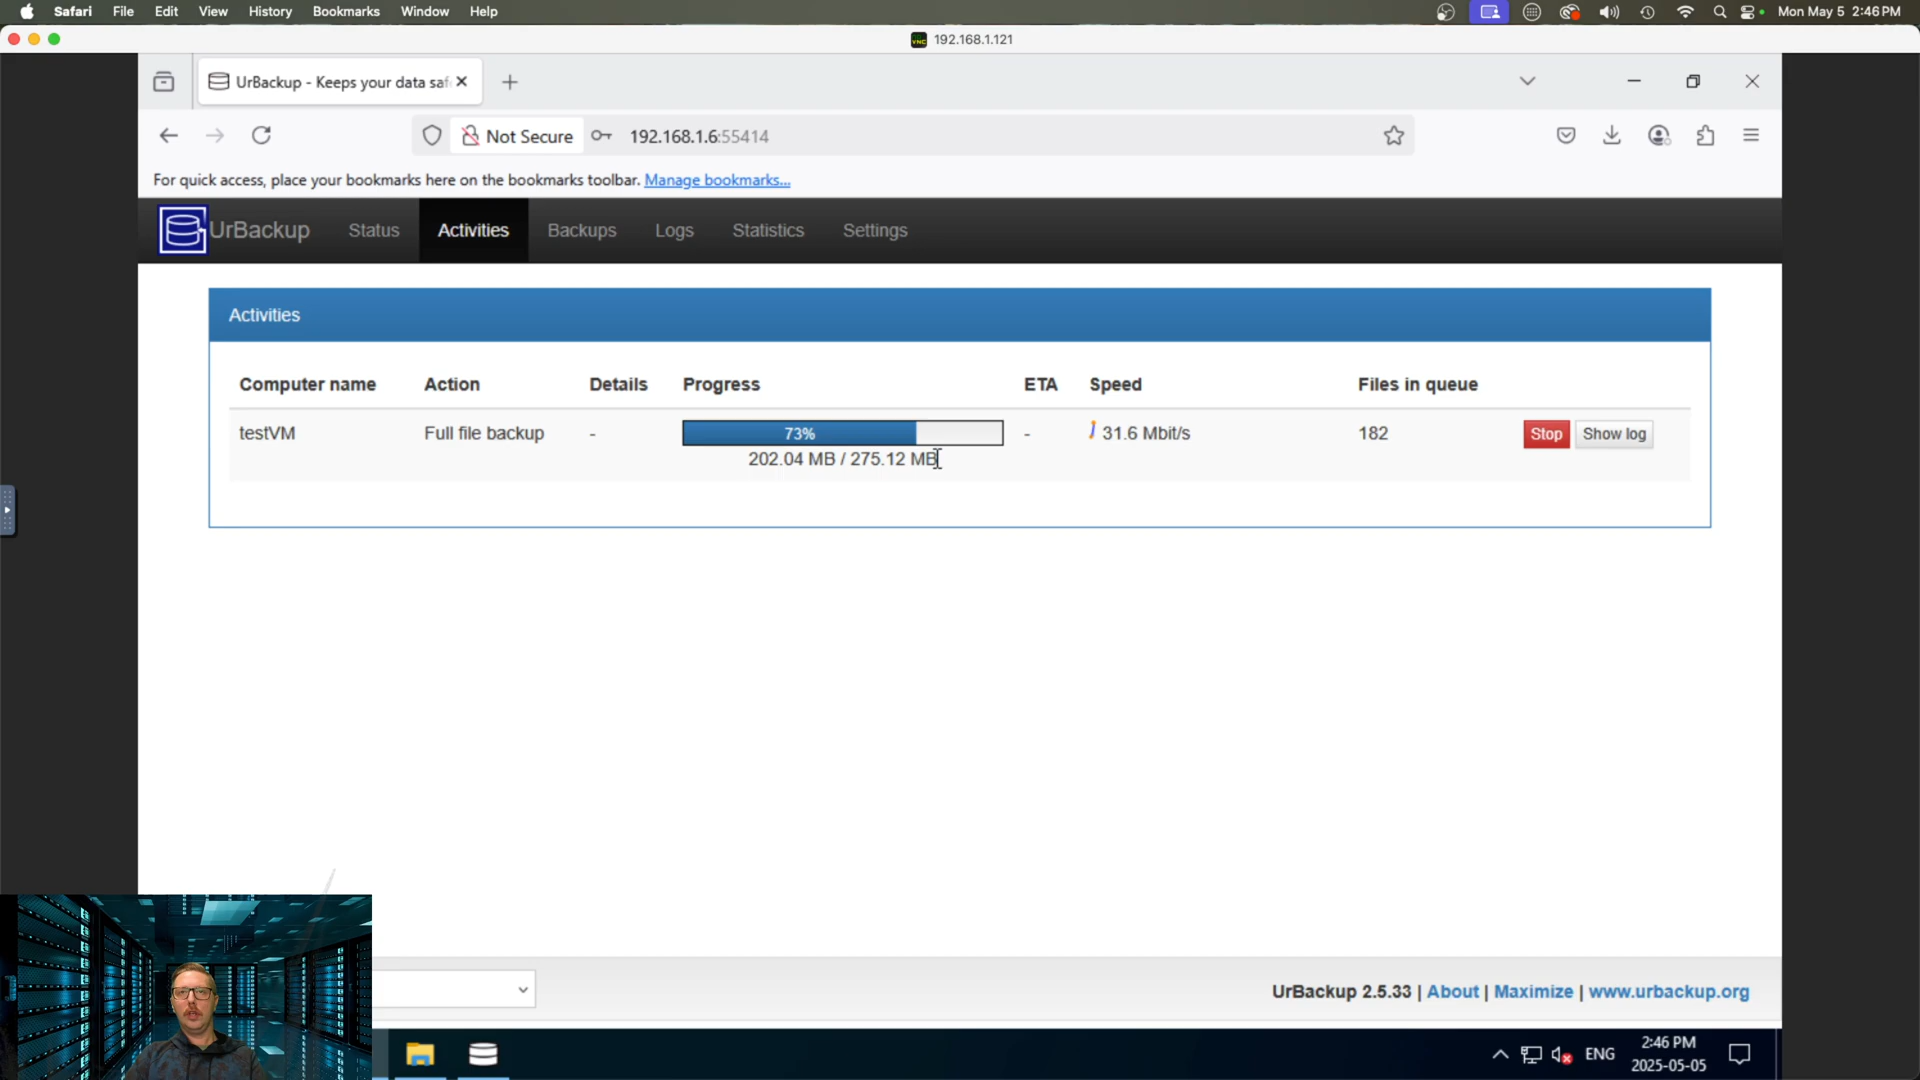 Safari File Edit View History Bookmarks Window Help Mon May 5 2:46 PM
VNC 192.168.1.121
UrBackup - Keeps your data saf
Not Secure 192.168.1.6:55414
For quick access, place your bookmarks here on the bookmarks toolbar. Manage bookmarks...
UrBackup Status Activities Backups Logs Statistics Settings
Activities
Computer name Action Details Progress ETA Speed Files in queue
testVM Full file backup - 73% - 31.6 Mbit/s 182 Stop Show log
202.04 MB / 275.12 MB
UrBackup 2.5.33 | About | Maximize | www.urbackup.org
ENG 2:46 PM
2025-05-05